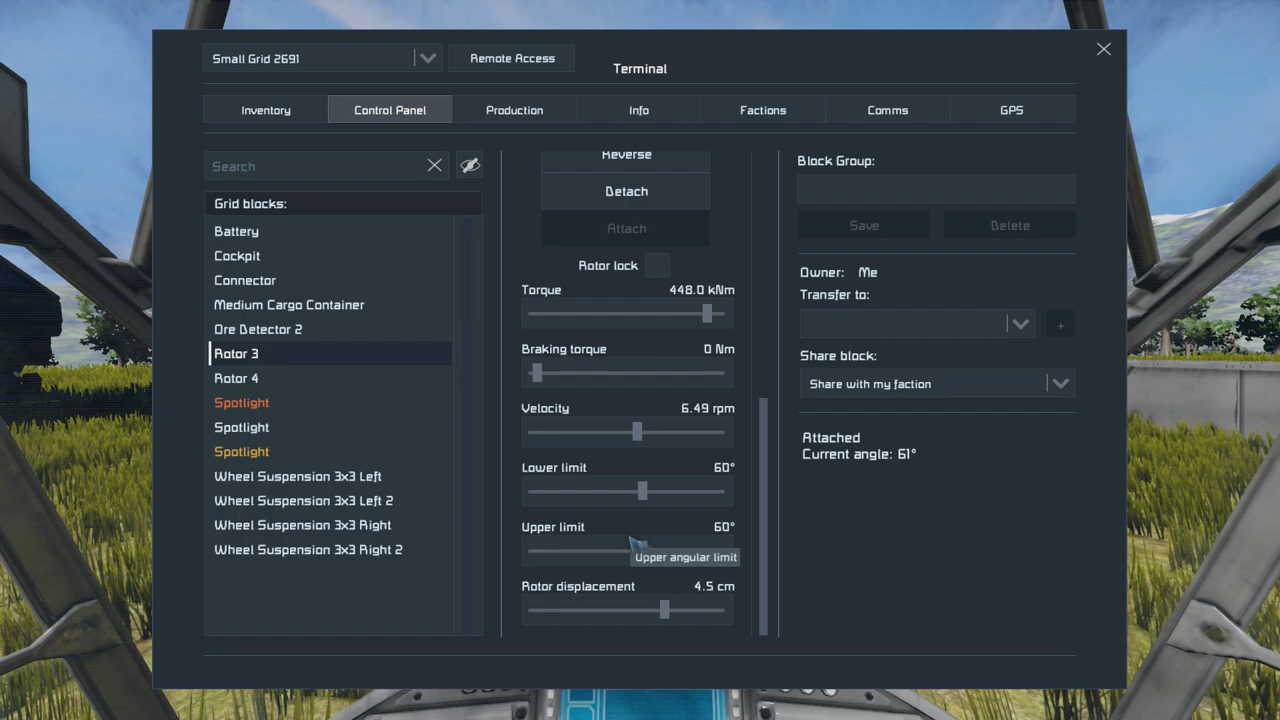 Small Grid 2691
Remote Access
Terminal
Inventory
Control Panel
Production
Info
Factions
Comms
GPS
Search
Grid blocks:
Battery
Cockpit
Connector
Medium Cargo Container
Ore Detector 2
Rotor 3
Rotor 4
Spotlight
Spotlight
Spotlight
Wheel Suspension 3x3 Left
Wheel Suspension 3x3 Left 2
Wheel Suspension 3x3 Right
Wheel Suspension 3x3 Right 2
Reverse
Detach
Attach
Rotor lock
Torque 448.0 kNm
Braking torque 0 Nm
Velocity 6.49 rpm
Lower limit 60°
Upper limit 60°
Upper angular limit
Rotor displacement 4.5 cm
Block Group:
Save
Delete
Owner: Me
Transfer to:
+
Share block:
Share with my faction
Attached
Current angle: 61°